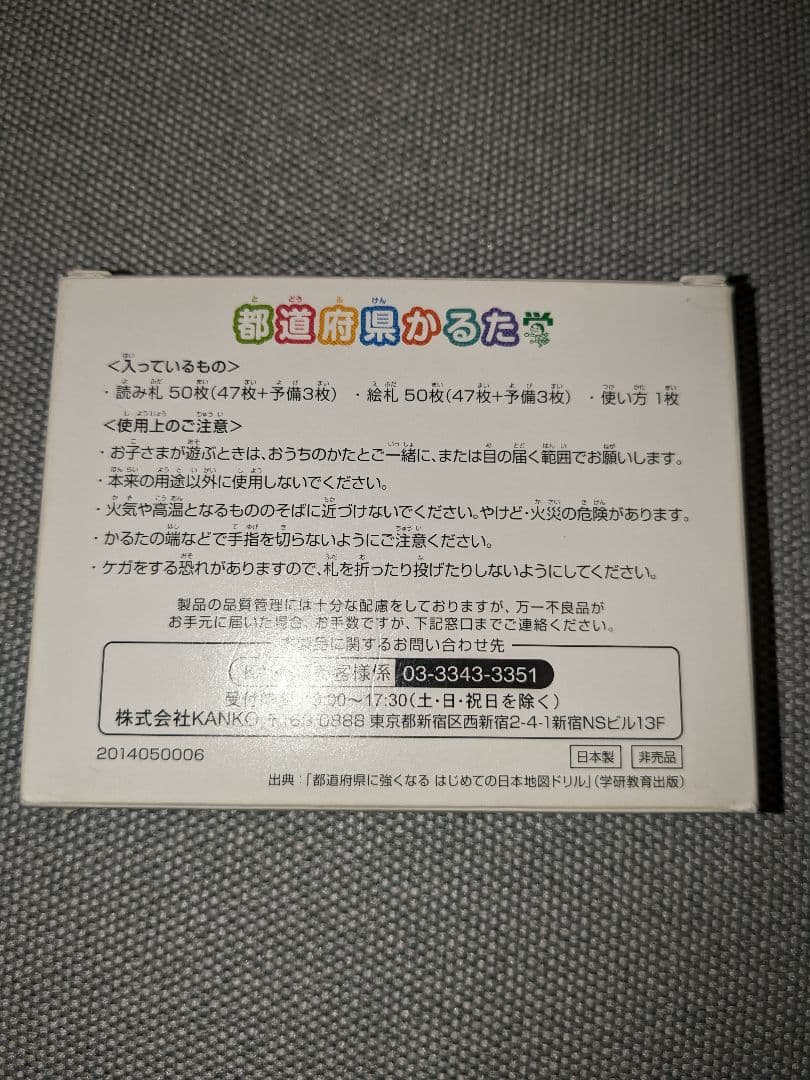 都道府県かるた 学
<入っているもの>
・読み札 50枚(47枚+予備3枚) ・絵札 50枚(47枚+予備3枚) ・使い方 1枚
<使用上のご注意>
・お子さまが遊ぶときは、おうちのかたとご一緒に、または目の届く範囲でお願いします。
・本来の用途以外に使用しないでください。
・火気や高温となるもののそばに近づけないでください。やけど・火災の危険があります。
・かるたの端などで手指を切らないようにご注意ください。
・ケガをする恐れがありますので、札を折ったり投げたりしないようにしてください。
製品の品質管理には十分な配慮をしておりますが、万一不良品が
お手元に届いた場合、お手数ですが、下記窓口までご連絡ください。
本製品に関するお問い合わせ先
客様係 03-3343-3351
受付 :00〜17:30(土・日・祝日を除く)
株式会社KANKO 〒163-0888 東京都新宿区西新宿2-4-1新宿NSビル13F
2014050006 日本製 非売品
出典:「都道府県に強くなる はじめての日本地図ドリル」(学研教育出版)